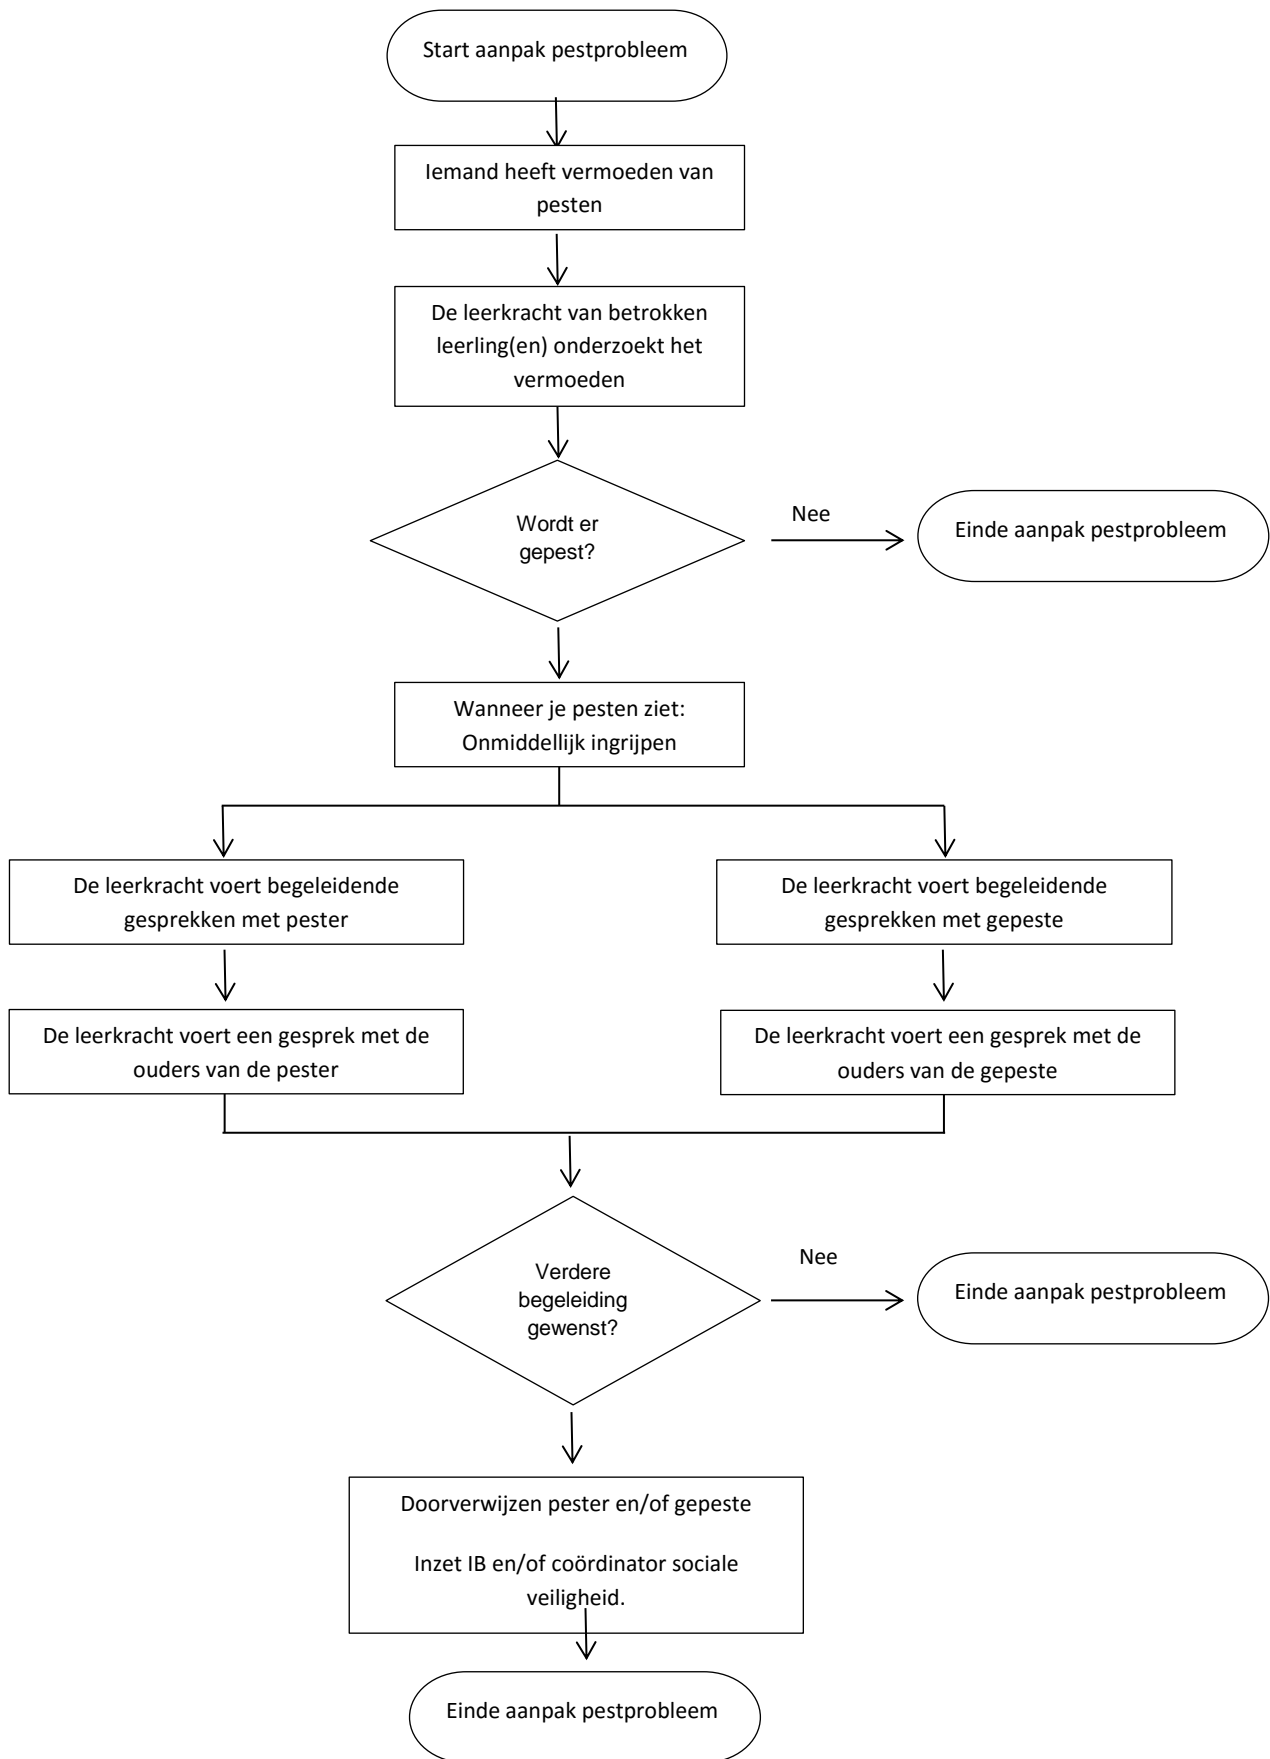 Start aanpak pestprobleem
Iemand heeft vermoeden van
pesten
De leerkracht van betrokken
leerling(en) onderzoekt het
vermoeden
Wordt er
gepest?
Nee
Einde aanpak pestprobleem
Wanneer je pesten ziet:
Onmiddellijk ingrijpen
De leerkracht voert begeleidende
gesprekken met pester
De leerkracht voert begeleidende
gesprekken met gepeste
De leerkracht voert een gesprek met de
ouders van de pester
De leerkracht voert een gesprek met de
ouders van de gepeste
Verdere
begeleiding
gewenst?
Nee
Einde aanpak pestprobleem
Doorverwijzen pester en/of gepeste
Inzet IB en/of coördinator sociale
veiligheid.
Einde aanpak pestprobleem